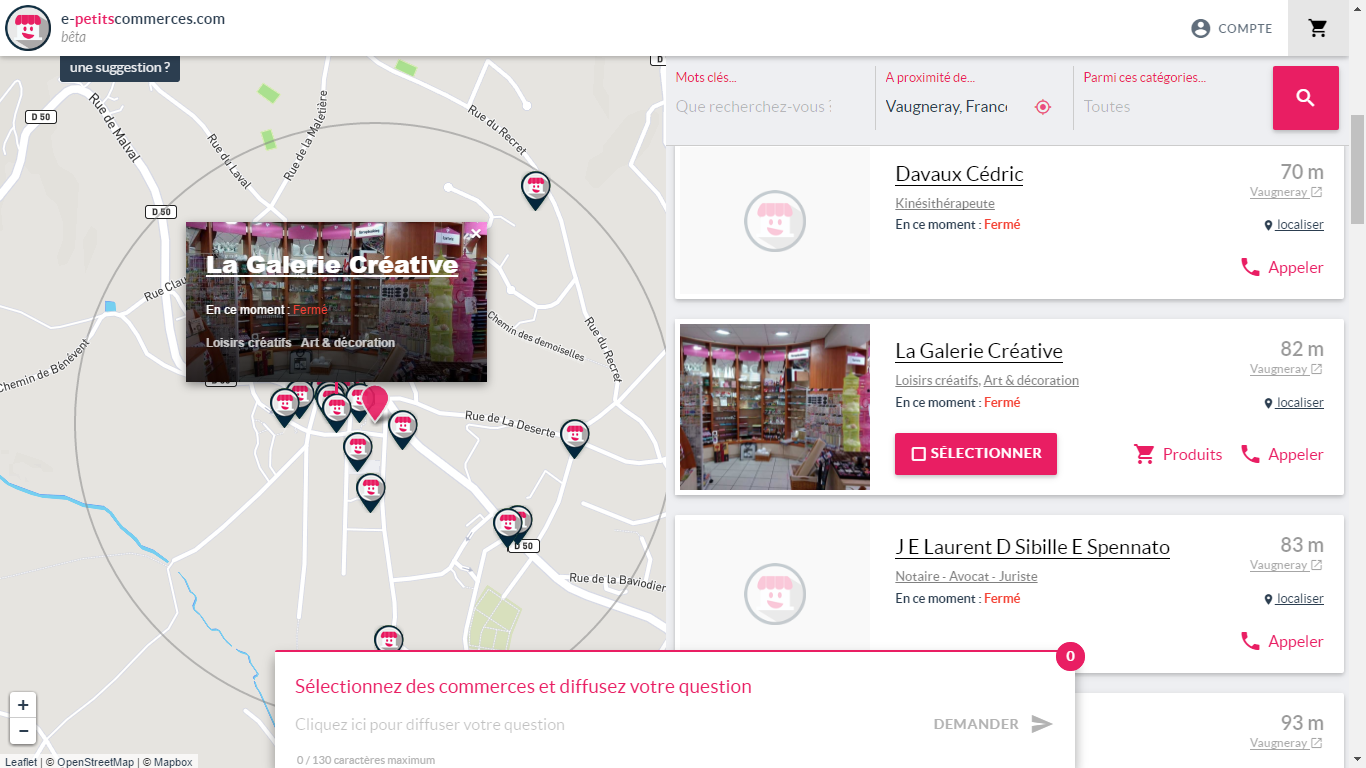 e-petitscommerces.com
bêta
COMPTE
une suggestion ?
Mots clés...
Que recherchez-vous ?
A proximité de...
Vaugneray, Franc
Parmi ces catégories...
Toutes
D 50
D 50
D 50
Rue de Malval
Rue du Laval
Rue de la Maletière
Rue du Recret
Rue du Recret
Chemin des demoiselles
Chemin de Bénévent
Rue de La Deserte
Rue de la Baviodier
La Galerie Créative
En ce moment : Fermé
Loisirs créatifs Art & décoration
Davaux Cédric
Kinésithérapeute
En ce moment : Fermé
70 m
Vaugneray
localiser
Appeler
La Galerie Créative
Loisirs créatifs, Art & décoration
En ce moment : Fermé
82 m
Vaugneray
localiser
SÉLECTIONNER
Produits
Appeler
J E Laurent D Sibille E Spennato
Notaire - Avocat - Juriste
En ce moment : Fermé
83 m
Vaugneray
localiser
Appeler
93 m
Vaugneray
0
Sélectionnez des commerces et diffusez votre question
Cliquez ici pour diffuser votre question
DEMANDER
0 / 130 caractères maximum
+
−
Leaflet | © OpenStreetMap | © Mapbox